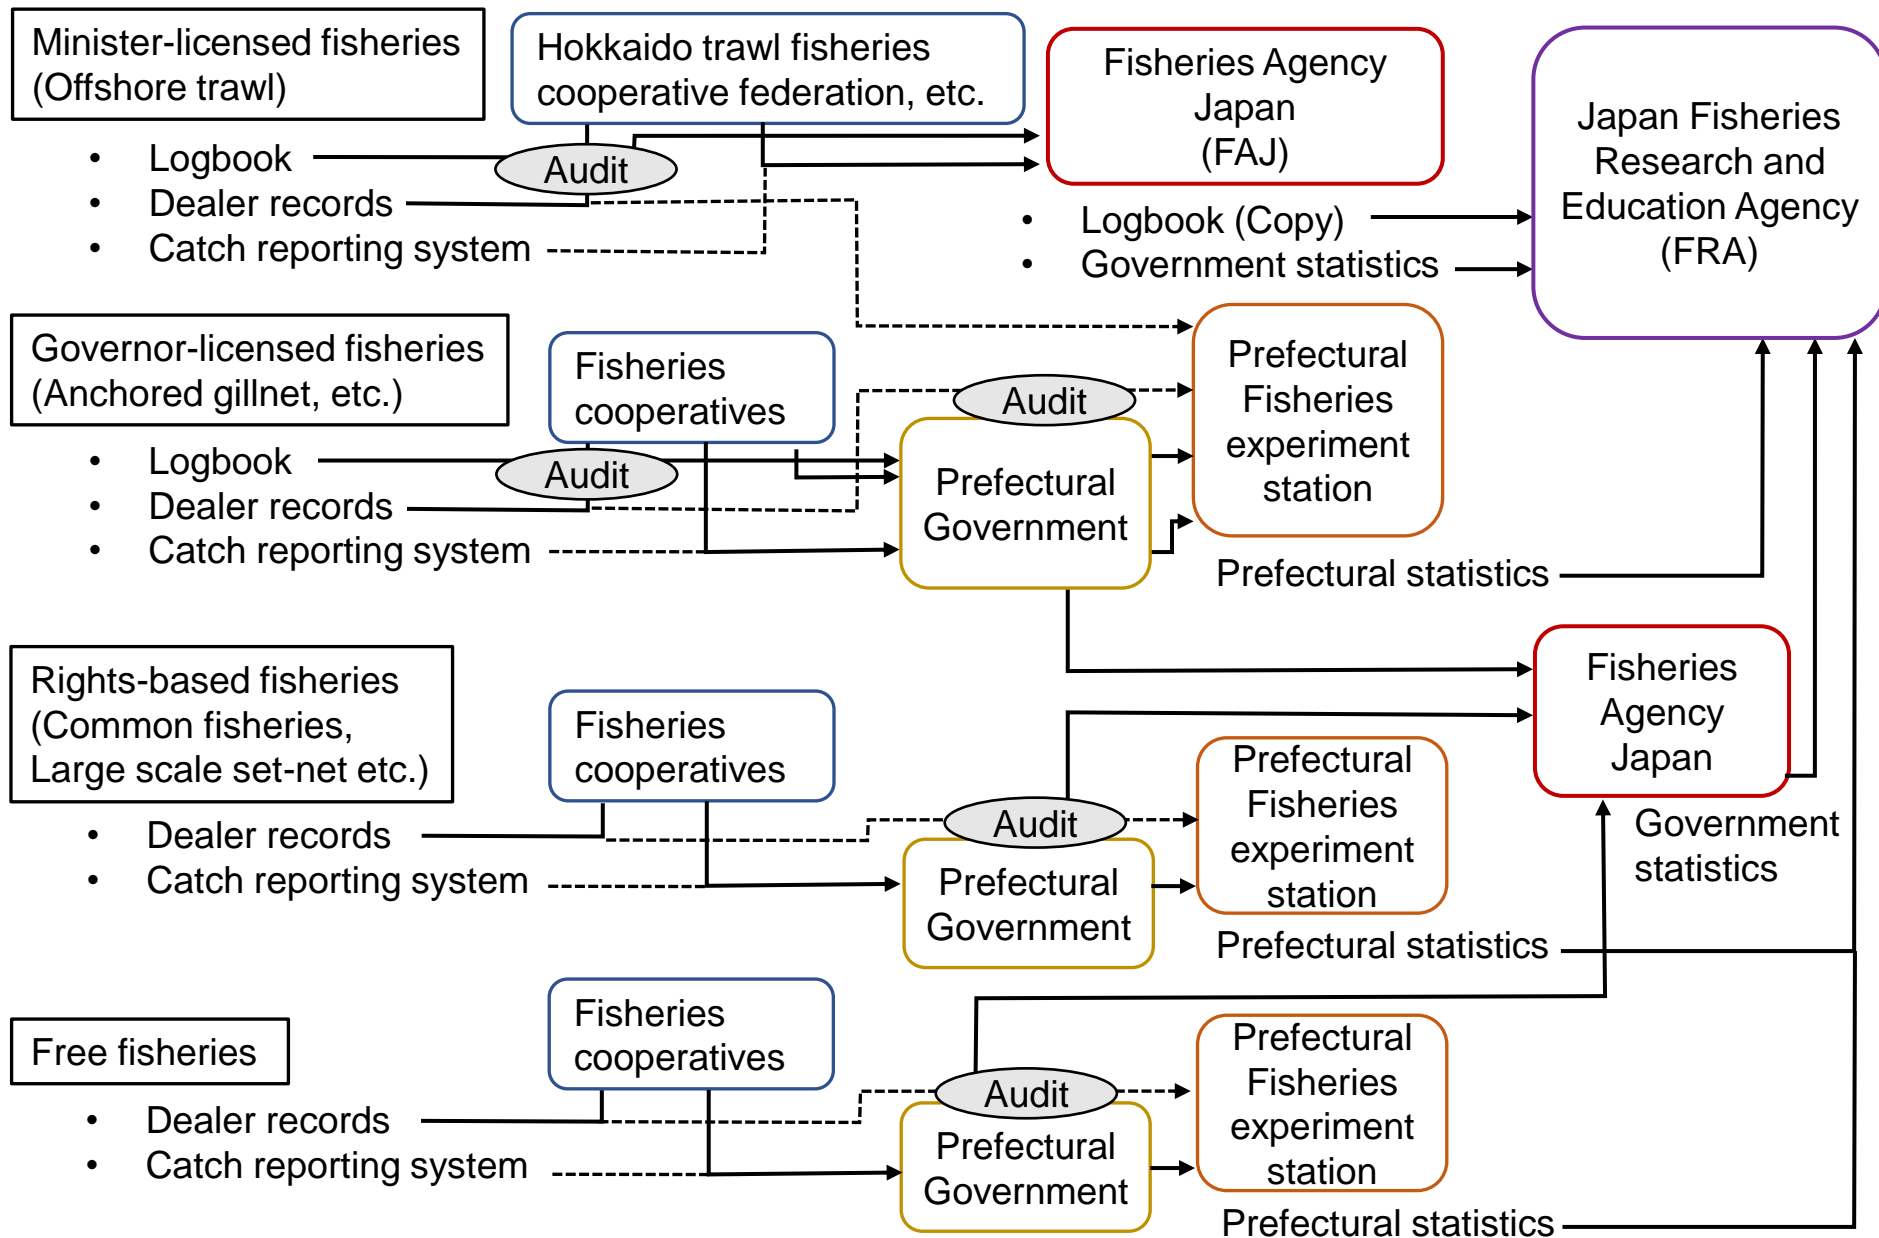 Minister-licensed fisheries
(Offshore trawl)
• Logbook
• Dealer records
• Catch reporting system
Hokkaido trawl fisheries
cooperative federation, etc.
Audit
Fisheries Agency
Japan
(FAJ)
• Logbook (Copy)
• Government statistics
Japan Fisheries
Research and
Education Agency
(FRA)
Governor-licensed fisheries
(Anchored gillnet, etc.)
• Logbook
• Dealer records
• Catch reporting system
Fisheries
cooperatives
Audit
Audit
Prefectural
Government
Prefectural
Fisheries
experiment
station
Prefectural statistics
Rights-based fisheries
(Common fisheries,
Large scale set-net etc.)
• Dealer records
• Catch reporting system
Fisheries
cooperatives
Audit
Prefectural
Government
Prefectural
Fisheries
experiment
station
Prefectural statistics
Fisheries
Agency
Japan
Government
statistics
Free fisheries
• Dealer records
• Catch reporting system
Fisheries
cooperatives
Audit
Prefectural
Government
Prefectural
Fisheries
experiment
station
Prefectural statistics